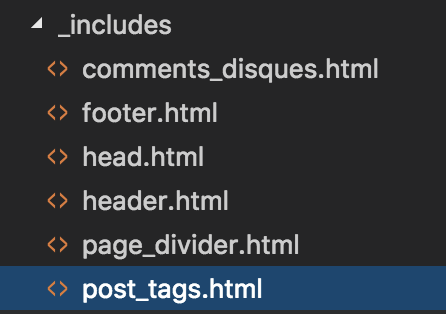 _includes
comments_disques.html
footer.html
head.html
header.html
page_divider.html
post_tags.html